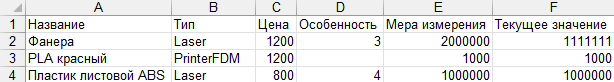 A B C D E F
1 Название Тип Цена Особенность Мера измерения Текущее значение
2 Фанера Laser 1200 3 2000000 1111111
3 PLA красный PrinterFDM 1200 1000 1000
4 Пластик листовой ABS Laser 800 4 1000000 1000000